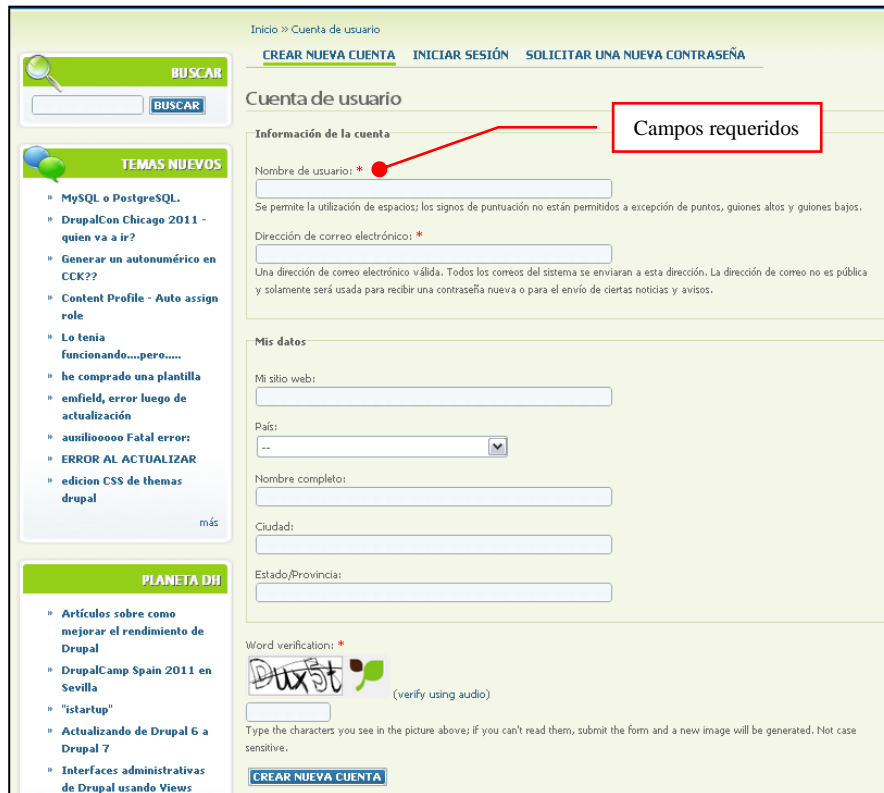 Inicio » Cuenta de usuario
CREAR NUEVA CUENTA INICIAR SESIÓN SOLICITAR UNA NUEVA CONTRASEÑA
BUSCAR
BUSCAR
TEMAS NUEVOS
» MySQL o PostgreSQL.
» DrupalCon Chicago 2011 -
quien va a ir?
» Generar un autonumérico en
CCK??
» Content Profile - Auto assign
role
» Lo tenia
funcionando....pero.....
» he comprado una plantilla
» emfield, error luego de
actualización
» auxiliooooo Fatal error:
» ERROR AL ACTUALIZAR
» edicion CSS de themas
drupal
más
PLANETA DH
» Artículos sobre como
mejorar el rendimiento de
Drupal
» DrupalCamp Spain 2011 en
Sevilla
» "istartup"
» Actualizando de Drupal 6 a
Drupal 7
» Interfaces administrativas
de Drupal usando Views
Cuenta de usuario
Campos requeridos
Información de la cuenta
Nombre de usuario: *
Se permite la utilización de espacios; los signos de puntuación no están permitidos a excepción de puntos, guiones altos y guiones bajos.
Dirección de correo electrónico: *
Una dirección de correo electrónico válida. Todos los correos del sistema se enviaran a esta dirección. La dirección de correo no es pública
y solamente será usada para recibir una contraseña nueva o para el envío de ciertas noticias y avisos.
Mis datos
Mi sitio web:
País:
--
Nombre completo:
Ciudad:
Estado/Provincia:
Word verification: *
Dux5t
(verify using audio)
Type the characters you see in the picture above; if you can't read them, submit the form and a new image will be generated. Not case
sensitive.
CREAR NUEVA CUENTA